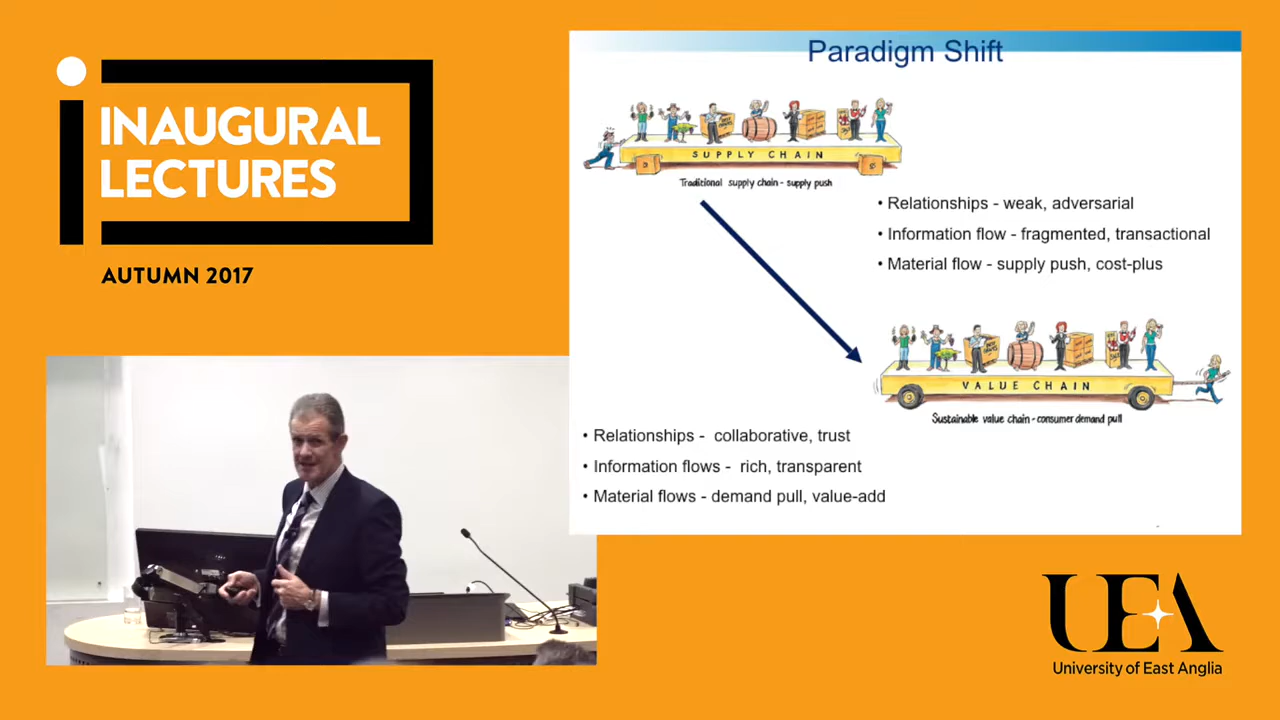 INAUGURAL
LECTURES
AUTUMN 2017
Paradigm Shift
SUPPLY CHAIN
Traditional supply chain - supply push
• Relationships - weak, adversarial
• Information flow - fragmented, transactional
• Material flow - supply push, cost-plus
VALUE CHAIN
Sustainable value chain - consumer demand pull
• Relationships -  collaborative, trust
• Information flows -  rich, transparent
• Material flows - demand pull, value-add
UEA
University of East Anglia